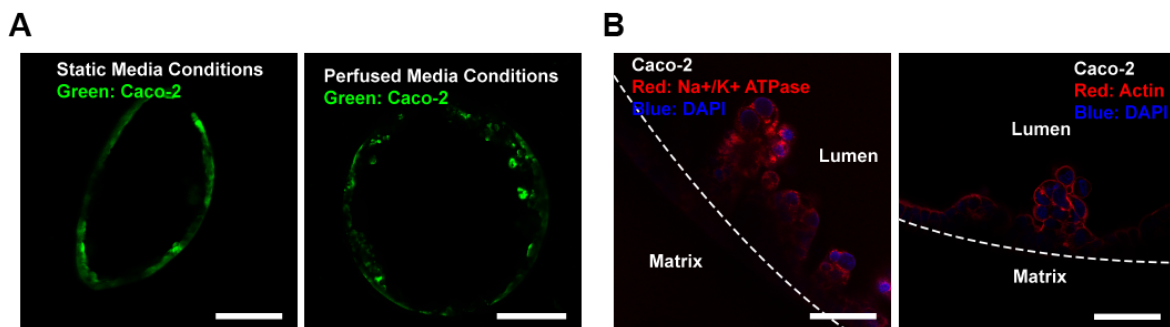 A
B
Static Media Conditions
Green: Caco-2
Perfused Media Conditions
Green: Caco-2
Caco-2
Red: Na+/K+ ATPase
Blue: DAPI
Lumen
Matrix
Caco-2
Red: Actin
Blue: DAPI
Lumen
Matrix